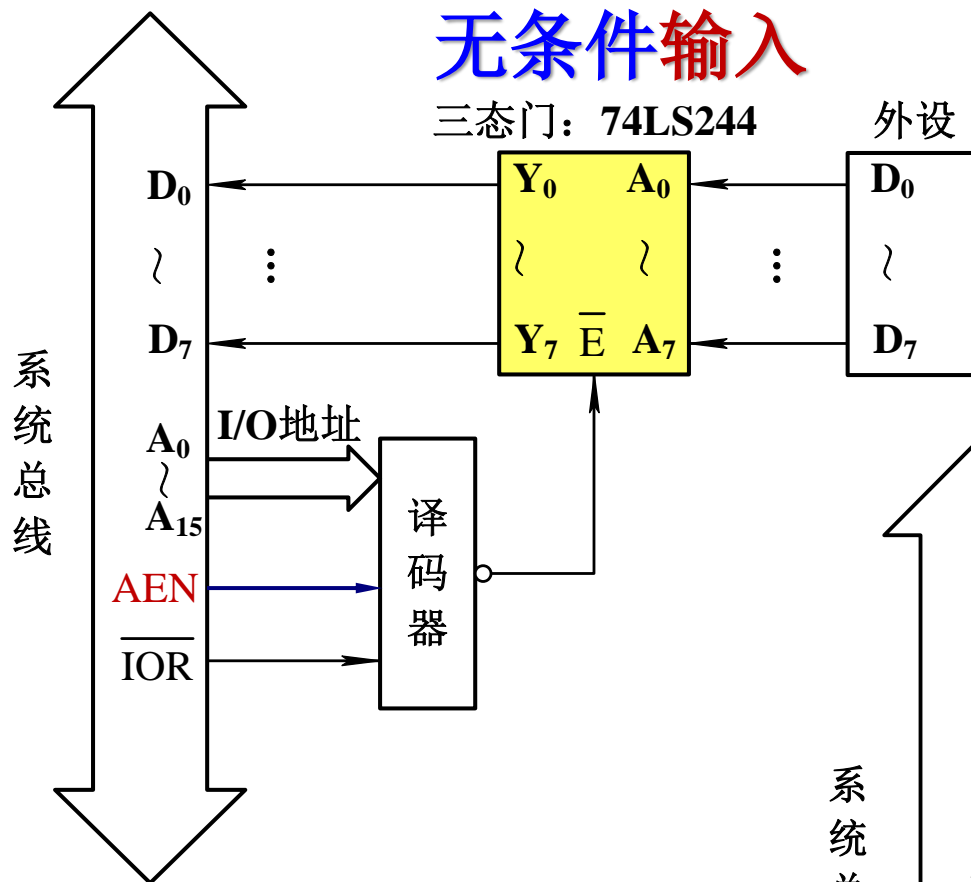 无条件输入
三态门：74LS244
外设
D₀
Y₀ A₀
D₀
～ … ～ ～ … ～
D₇
Y₇ E̅ A₇
D₇
系统总线
A₀
～
A₁₅
I/O地址
译码器
AEN
I̅O̅R̅
系统